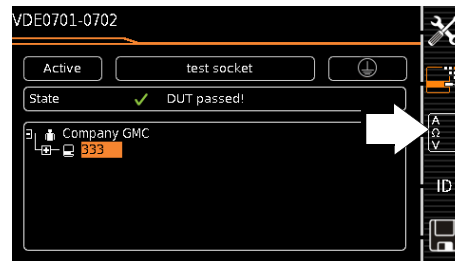 VDE0701-0702
Active test socket
State ✓ DUT passed!
Company GMC
333
A
Ω
V
ID